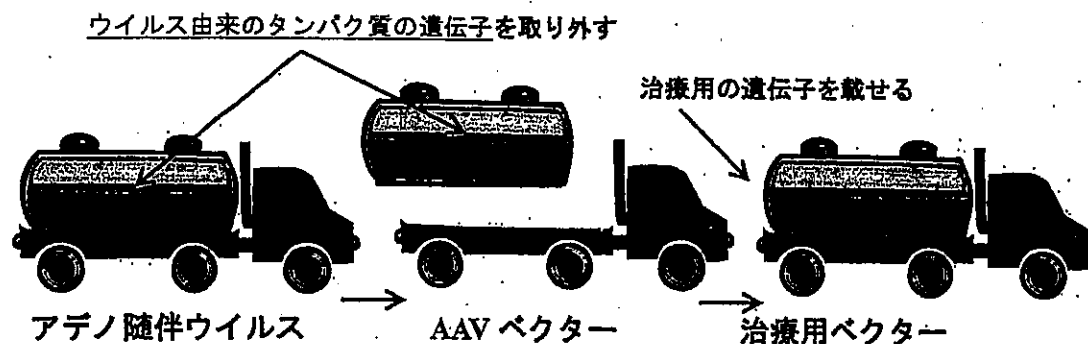 ウイルス由来のタンパク質の遺伝子を取り外す
治療用の遺伝子を載せる
アデノ随伴ウイルス
AAVベクター
治療用ベクター